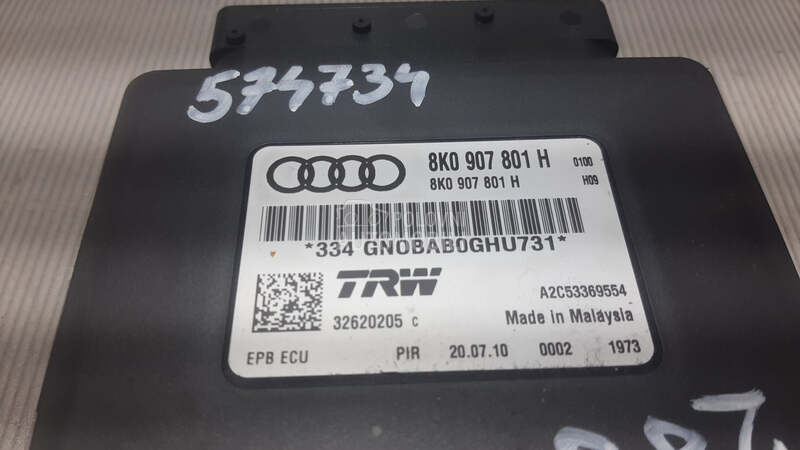 574734
8K0 907 801 H 0100
8K0 907 801 H H09
*334 GN0BAB0GHU731*
TRW
A2C53369554
32620205 C
Made in Malaysia
EPB ECU PIR 20.07.10 0002 1973